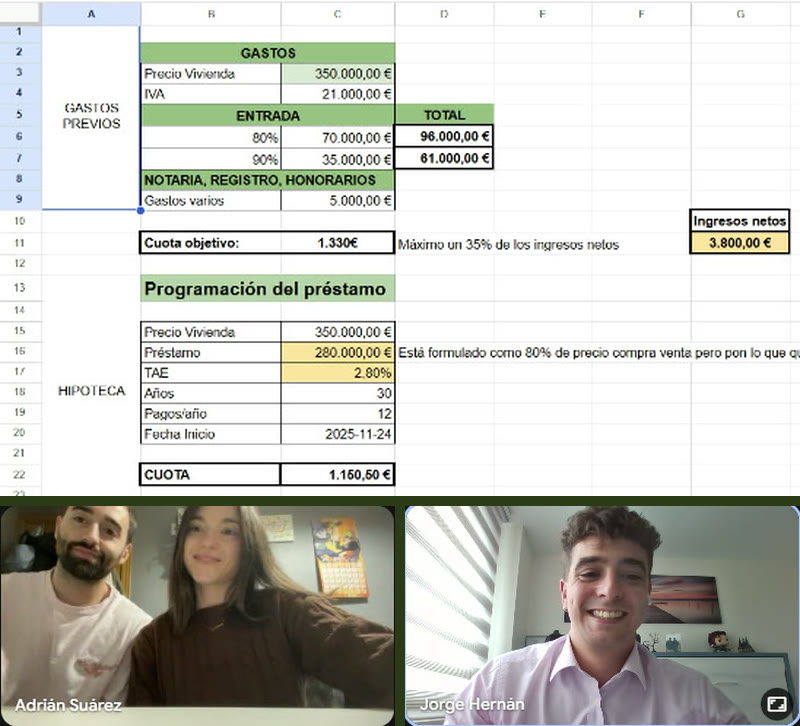 A B C D E F G
1
2 GASTOS
3 Precio Vivienda 350.000,00 €
4 IVA 21.000,00 €
GASTOS PREVIOS
5 ENTRADA TOTAL
6 80% 70.000,00 € 96.000,00 €
7 90% 35.000,00 € 61.000,00 €
8 NOTARIA, REGISTRO, HONORARIOS
9 Gastos varios 5.000,00 €
10 Ingresos netos
11 Cuota objetivo: 1.330€ Máximo un 35% de los ingresos netos 3.800,00 €
12
13 Programación del préstamo
14
15 Precio Vivienda 350.000,00 €
16 Préstamo 280.000,00 € Está formulado como 80% de precio compra venta pero pon lo que
17 TAE 2,80%
18 HIPOTECA Años 30
19 Pagos/año 12
20 Fecha Inicio 2025-11-24
21
22 CUOTA 1.150,50 €
23
Adrián Suárez
Jorge Hernán